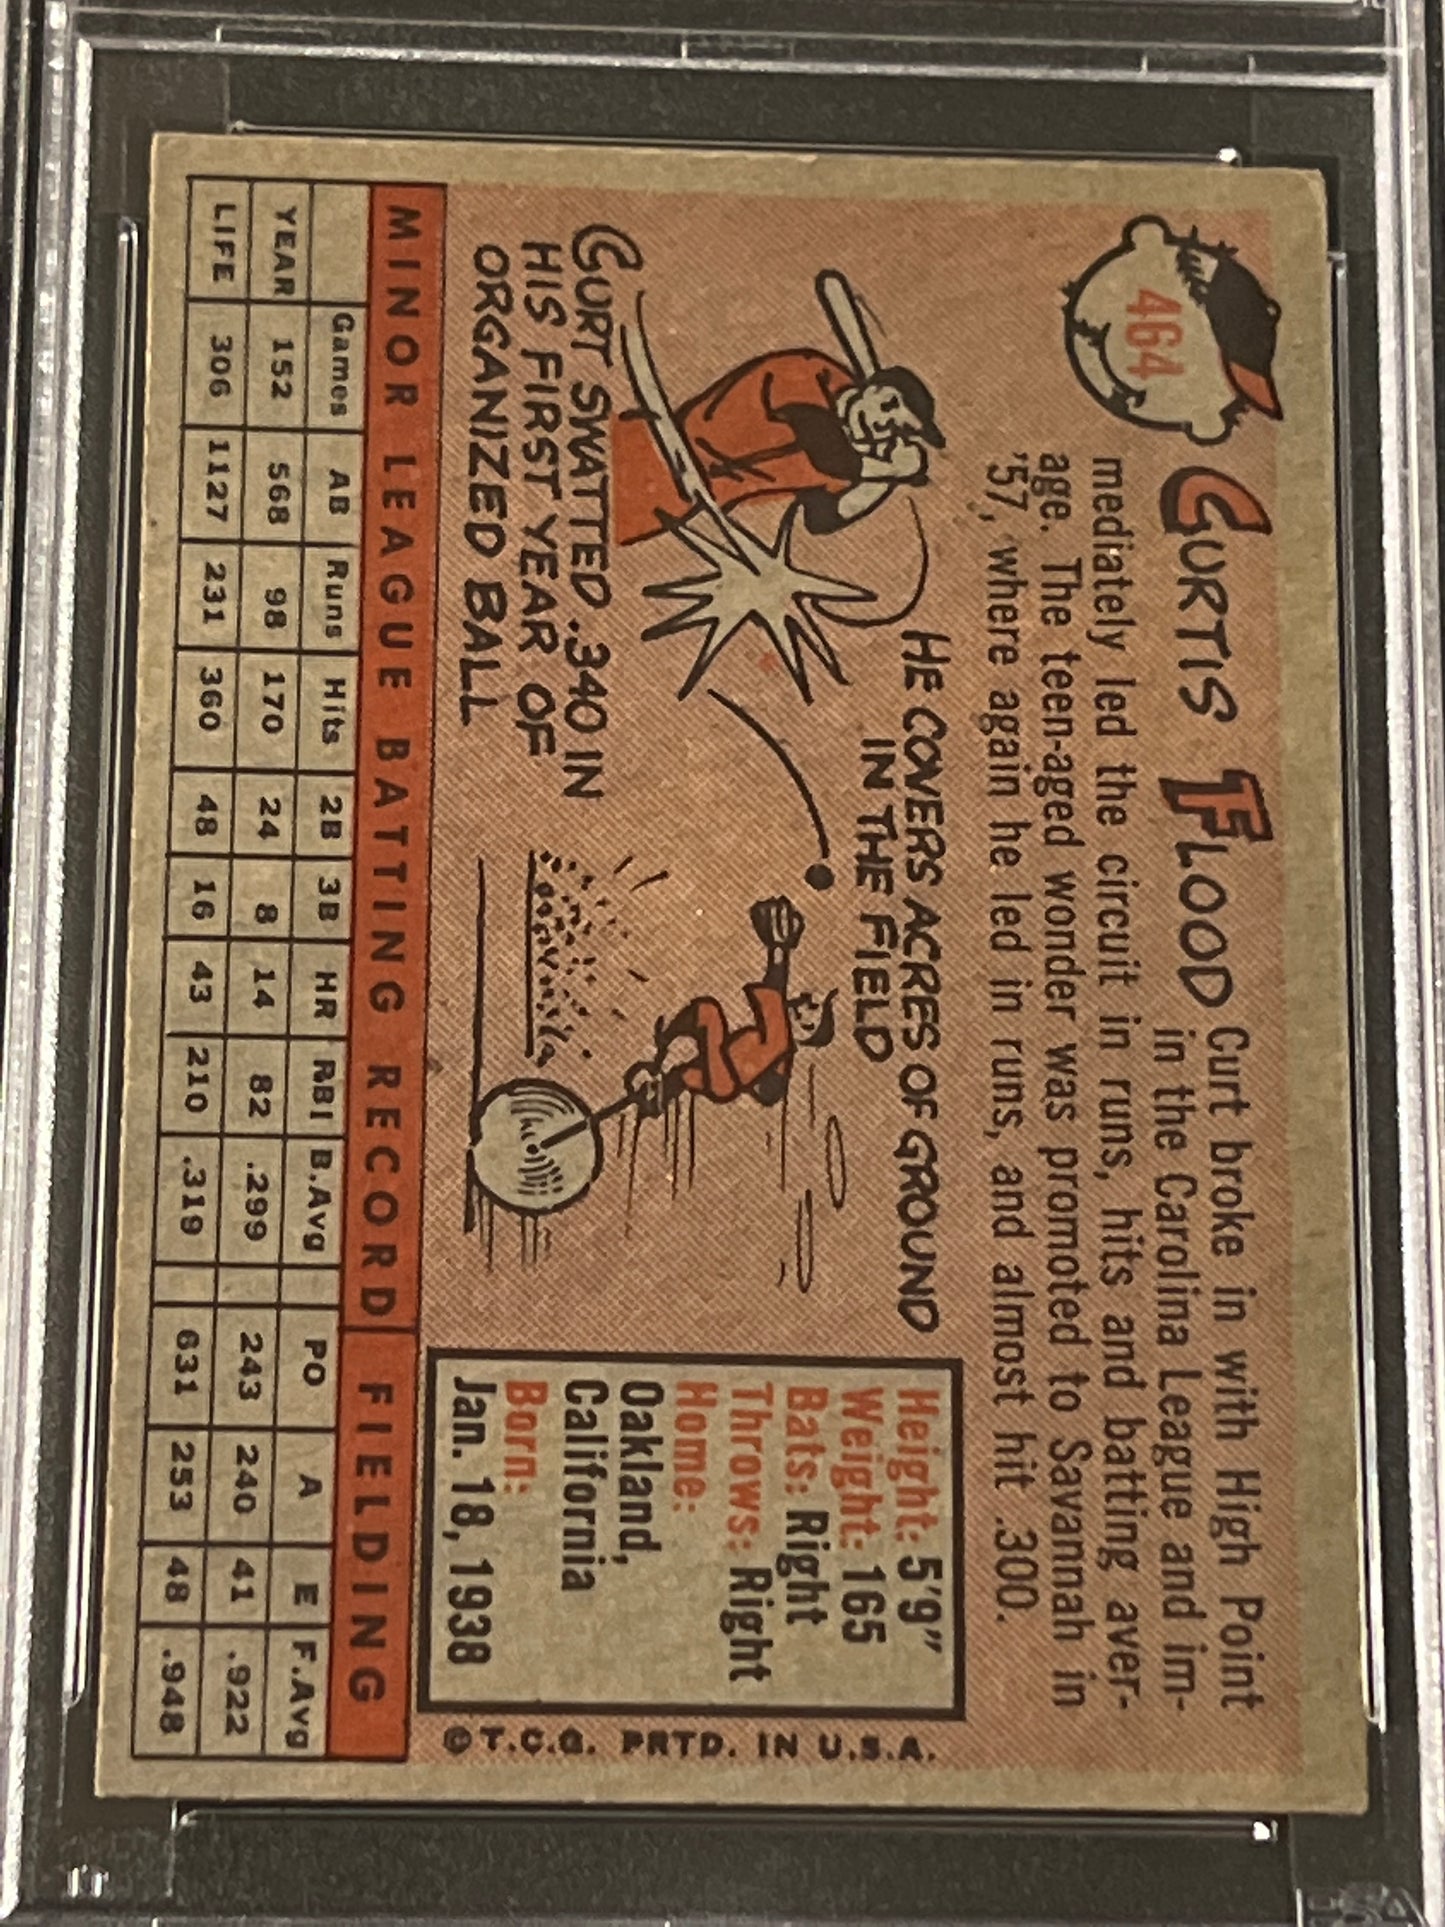 464
CURTIS FLOOD
Curt broke in with High Point
in the Carolina League and im-
mediately led the circuit in runs, hits and batting aver-
age. The teen-aged wonder was promoted to Savannah in
'57, where again he led in runs, and almost hit .300.
HE COVERS ACRES OF GROUND
IN THE FIELD
CURT SWATTED .340 IN
HIS FIRST YEAR OF
ORGANIZED BALL
Height: 5'9"
Weight: 165
Bats: Right
Throws: Right
Home:
Oakland,
California
Born:
Jan. 18, 1938
© T.C.G. PRTD. IN U.S.A.
MINOR LEAGUE BATTING RECORD FIELDING
Games AB Runs Hits 2B 3B HR RBI B.Avg PO A E F.Avg
YEAR 152 568 98 170 24 8 14 82 .299 243 240 41 .922
LIFE 306 1127 231 360 48 16 43 210 .319 631 253 48 .948